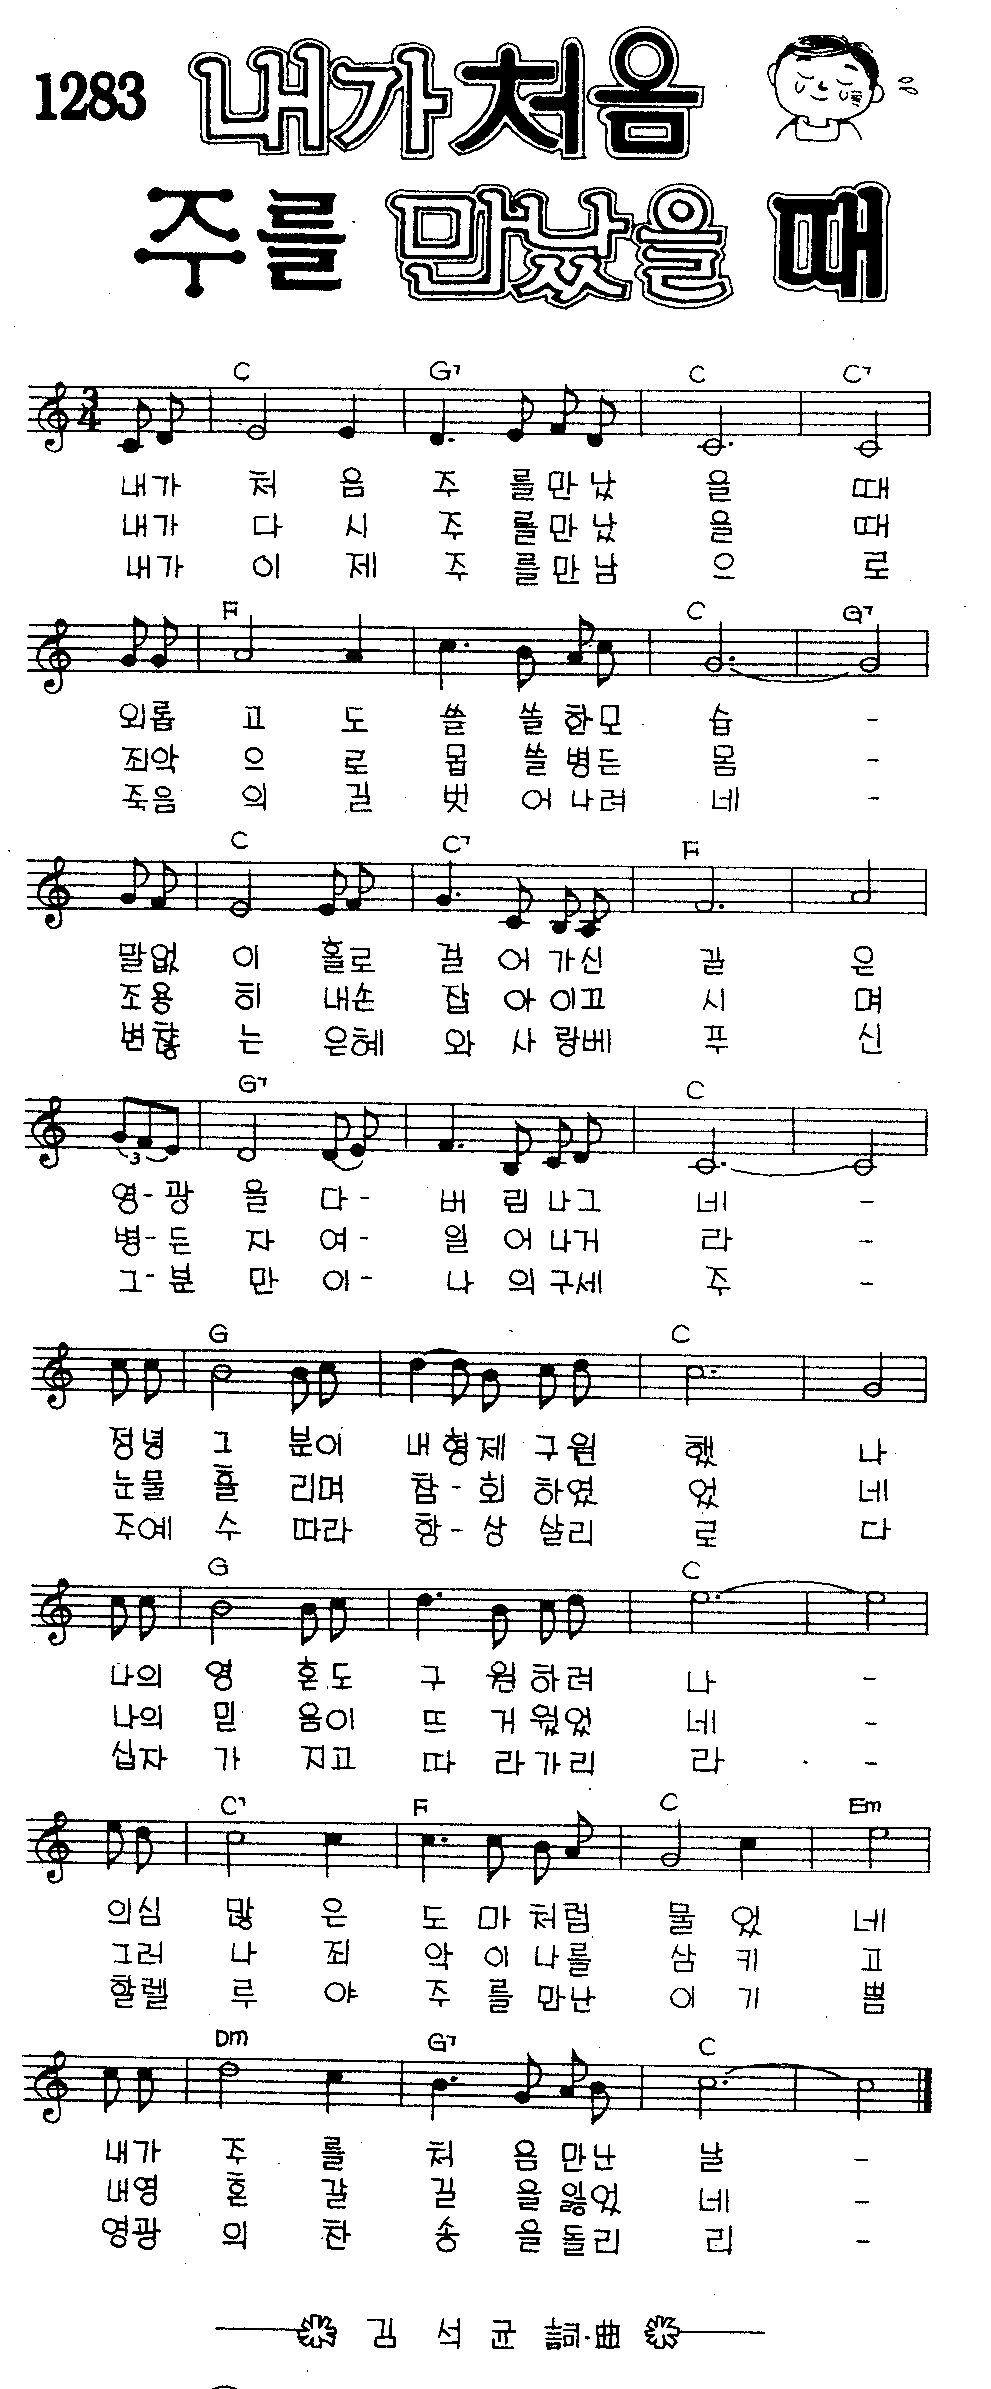 1283 내가 처음
주를 만났을 때
C G7 C C7
3
4
내가 처 음 주 를만 났 을 때
내가 다 시 주 를만 났 을 때
내가 이 제 주 를만 남 으 로
F C G7
외롭 고 도 쓸 쓸 한모 습 -
죄악 으 로 몹 쓸 병든 몸 -
죽음 의 길 벗 어 나려 네 -
C C7 F
말없 이 홀로 걸 어 가신 길 은
조용 히 내손 잡 아 이끄 시 며
변찮 는 은혜 와 사 랑베 푸 신
G7 C
3
영-광 을 다- 버 린 나그 네 -
병-든 자 여- 일 어 나거 라 -
그-분 만 이- 나 의 구세 주 -
G C
정녕 그 분이 내 형 제 구 원 했 나
눈물 흘 리며 참-회 하였 었 네
주예 수 따라 항-상 살리 로 다
G C
나의 영 혼도 구 원 하려 나 -
나의 믿 음이 뜨 거 웠었 네 -
십자 가 지고 따 라 가리 라 -
C7 F C Em
의심 많 은 도 마 처럼 물 었 네
그러 나 죄 악 이 나를 삼 키 고
할렐 루 야 주 를 만난 이 기 쁨
Dm G7 C
내가 주 를 처 음 만난 날 -
내영 혼 갈 길 을 잃었 네 -
영광 의 찬 송 을 돌리 리 -
김 석 균 詞·曲